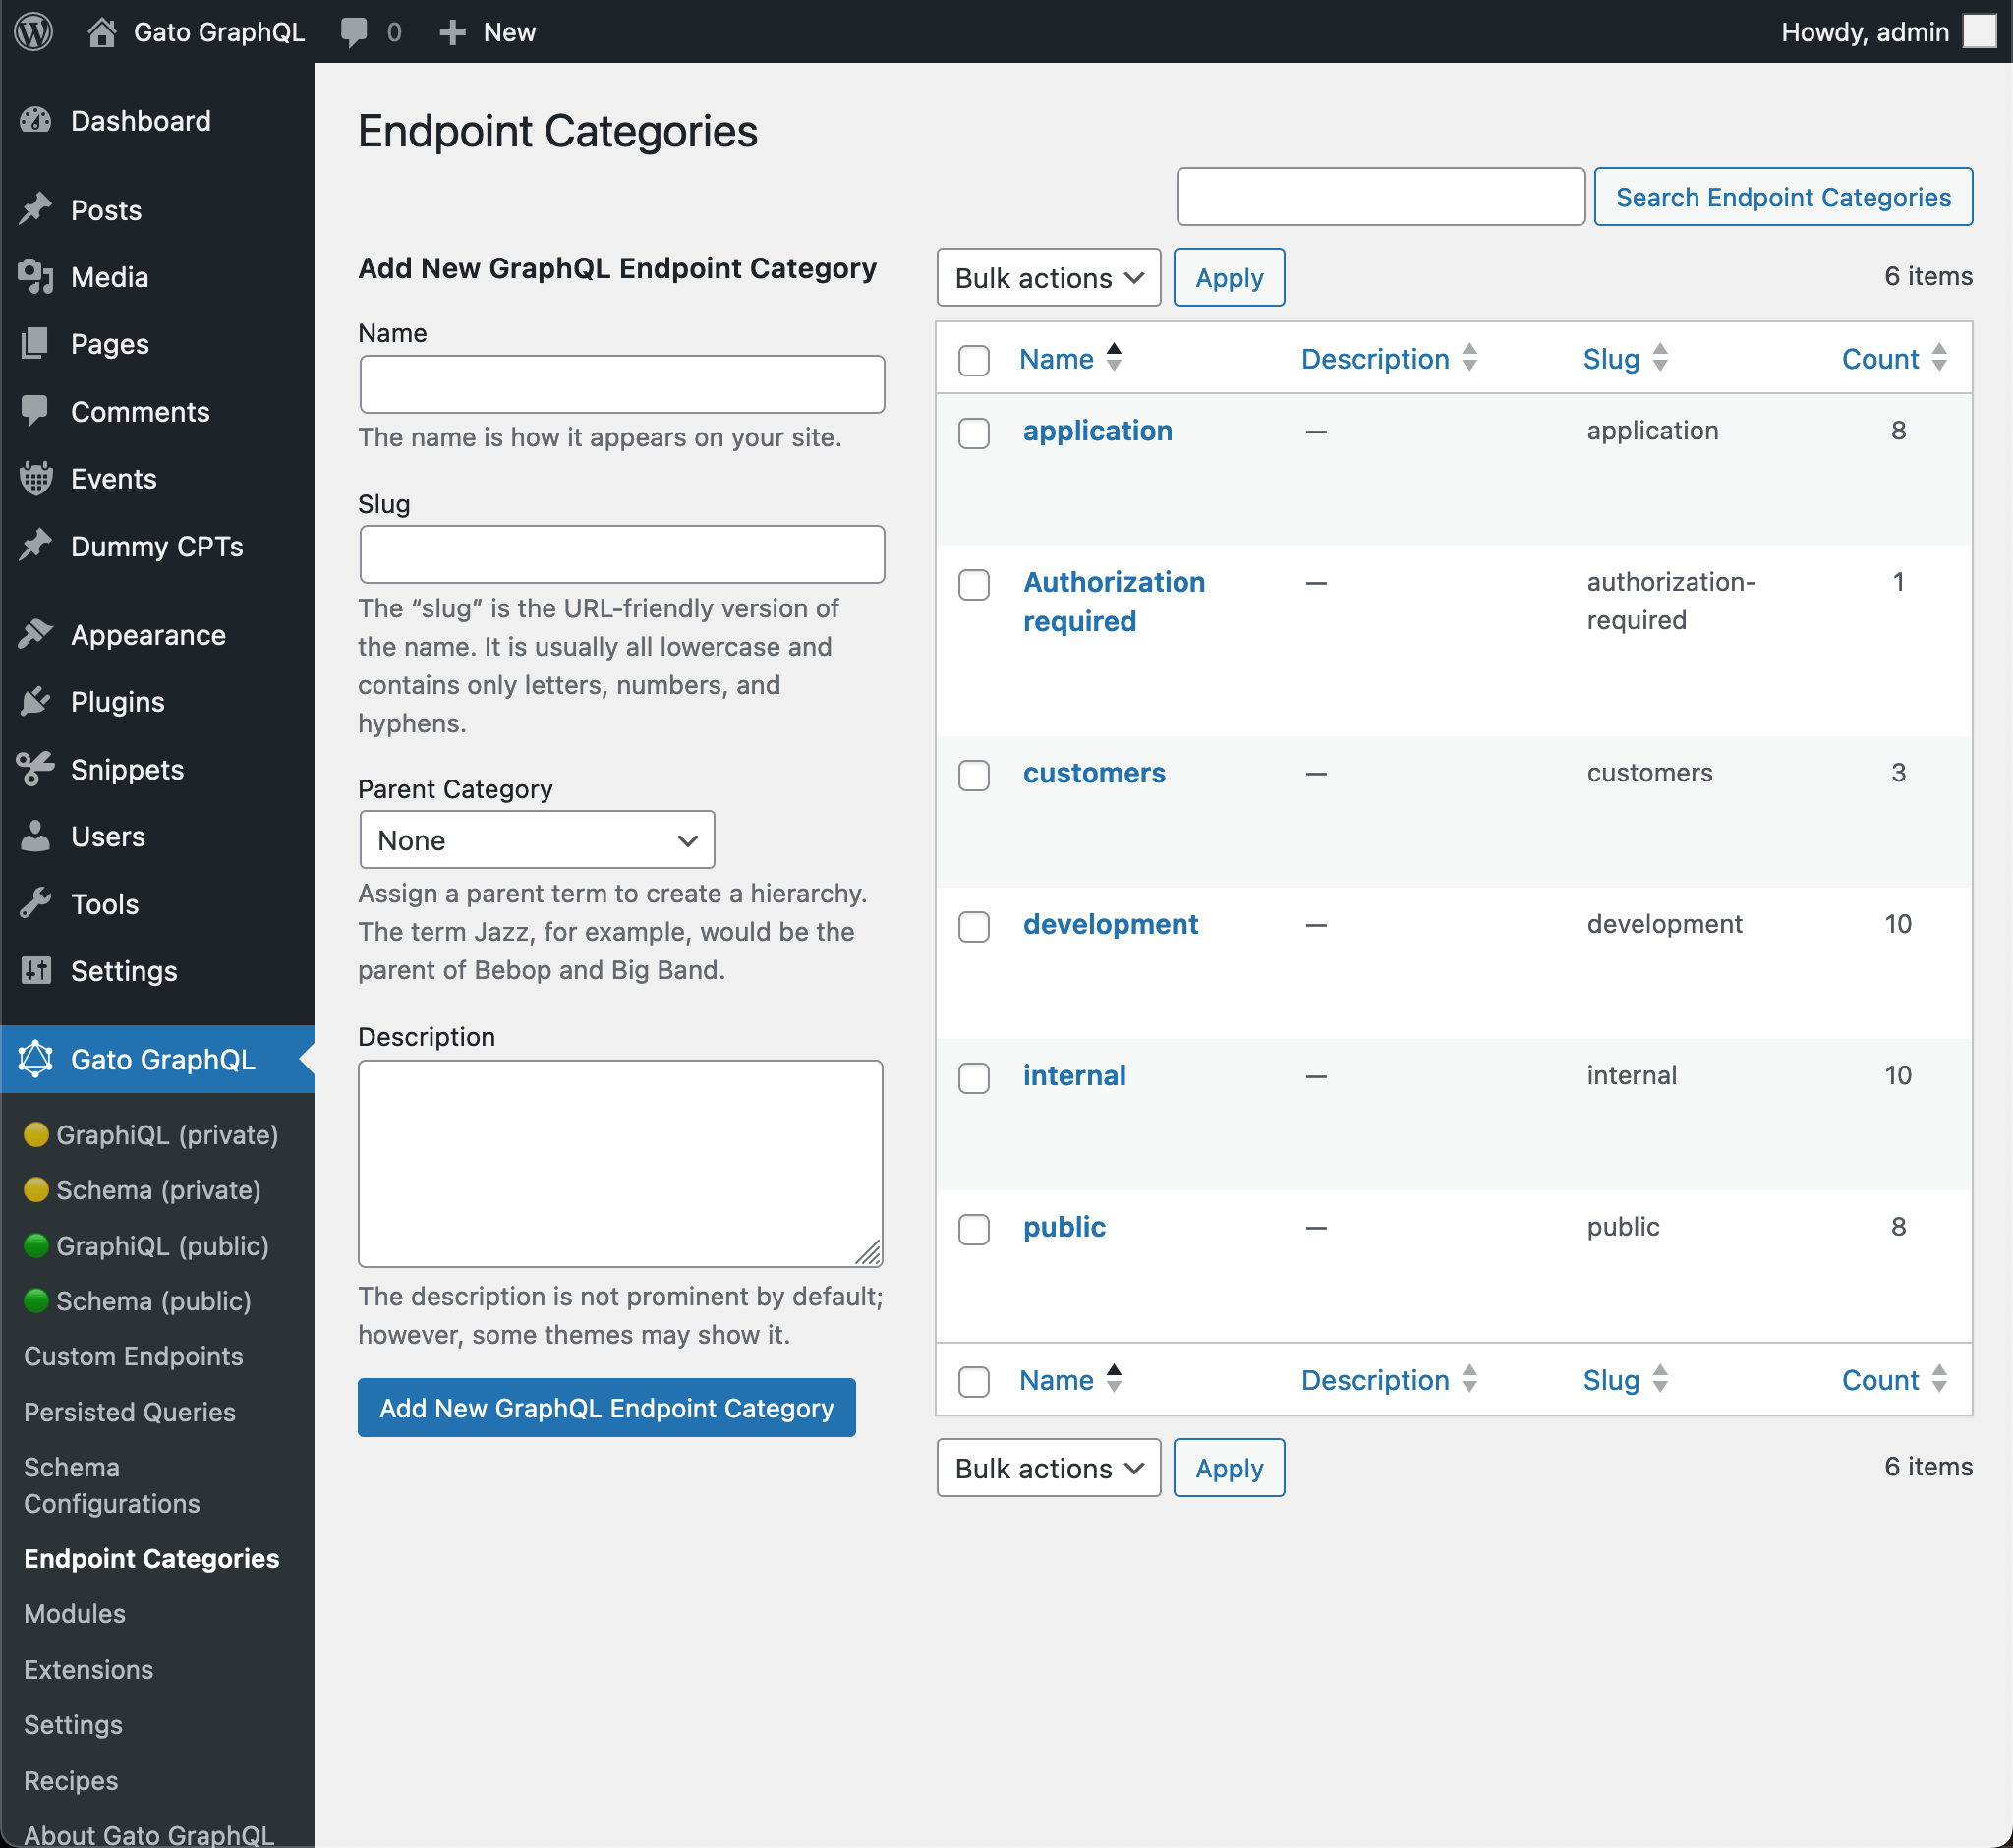 Gato GraphQL 0 New Howdy, admin
Dashboard
Posts
Media
Pages
Comments
Events
Dummy CPTs
Appearance
Plugins
Snippets
Users
Tools
Settings
Gato GraphQL
GraphiQL (private)
Schema (private)
GraphiQL (public)
Schema (public)
Custom Endpoints
Persisted Queries
Schema
Configurations
Endpoint Categories
Modules
Extensions
Settings
Recipes
About Gato GraphQL
Endpoint Categories
Search Endpoint Categories
Add New GraphQL Endpoint Category
Name
The name is how it appears on your site.
Slug
The “slug” is the URL-friendly version of
the name. It is usually all lowercase and
contains only letters, numbers, and
hyphens.
Parent Category
None
Assign a parent term to create a hierarchy.
The term Jazz, for example, would be the
parent of Bebop and Big Band.
Description
The description is not prominent by default;
however, some themes may show it.
Add New GraphQL Endpoint Category
Bulk actions Apply 6 items
Name Description Slug Count
application — application 8
Authorization — authorization- 1
required required
customers — customers 3
development — development 10
internal — internal 10
public — public 8
Name Description Slug Count
Bulk actions Apply 6 items